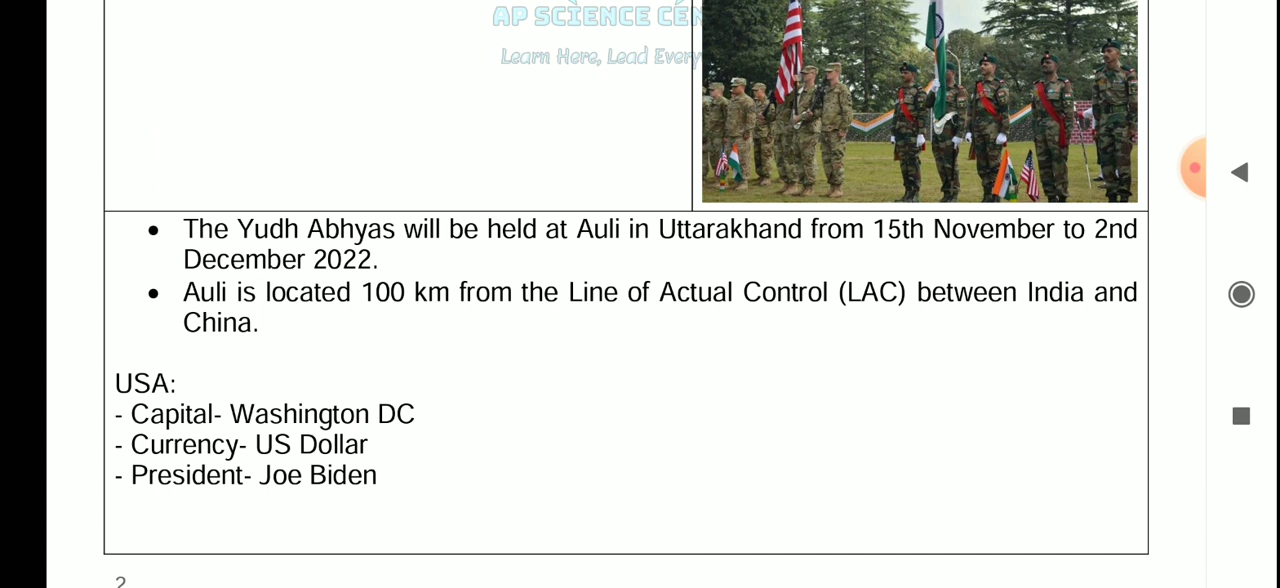 AP SCIENCE CEN
Learn Here, Lead Every
• The Yudh Abhyas will be held at Auli in Uttarakhand from 15th November to 2nd
December 2022.
• Auli is located 100 km from the Line of Actual Control (LAC) between India and
China.
USA:
- Capital- Washington DC
- Currency- US Dollar
- President- Joe Biden
2